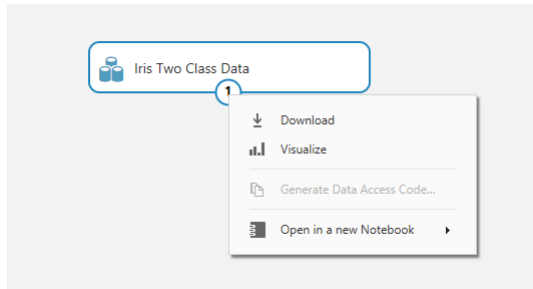 Iris Two Class Data
1
Download
Visualize
Generate Data Access Code...
Open in a new Notebook